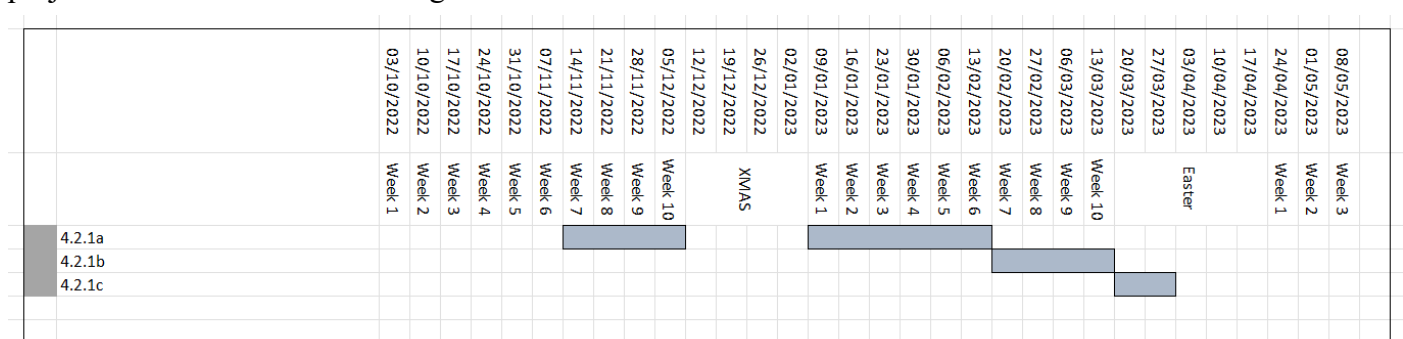 03/10/2022 10/10/2022 17/10/2022 24/10/2022 31/10/2022 07/11/2022 14/11/2022 21/11/2022 28/11/2022 05/12/2022 12/12/2022 19/12/2022 26/12/2022 02/01/2023 09/01/2023 16/01/2023 23/01/2023 30/01/2023 06/02/2023 13/02/2023 20/02/2023 27/02/2023 06/03/2023 13/03/2023 20/03/2023 27/03/2023 03/04/2023 10/04/2023 17/04/2023 24/04/2023 01/05/2023 08/05/2023
Week 1 Week 2 Week 3 Week 4 Week 5 Week 6 Week 7 Week 8 Week 9 Week 10 XMAS Week 1 Week 2 Week 3 Week 4 Week 5 Week 6 Week 7 Week 8 Week 9 Week 10 Easter Week 1 Week 2 Week 3
4.2.1a
4.2.1b
4.2.1c